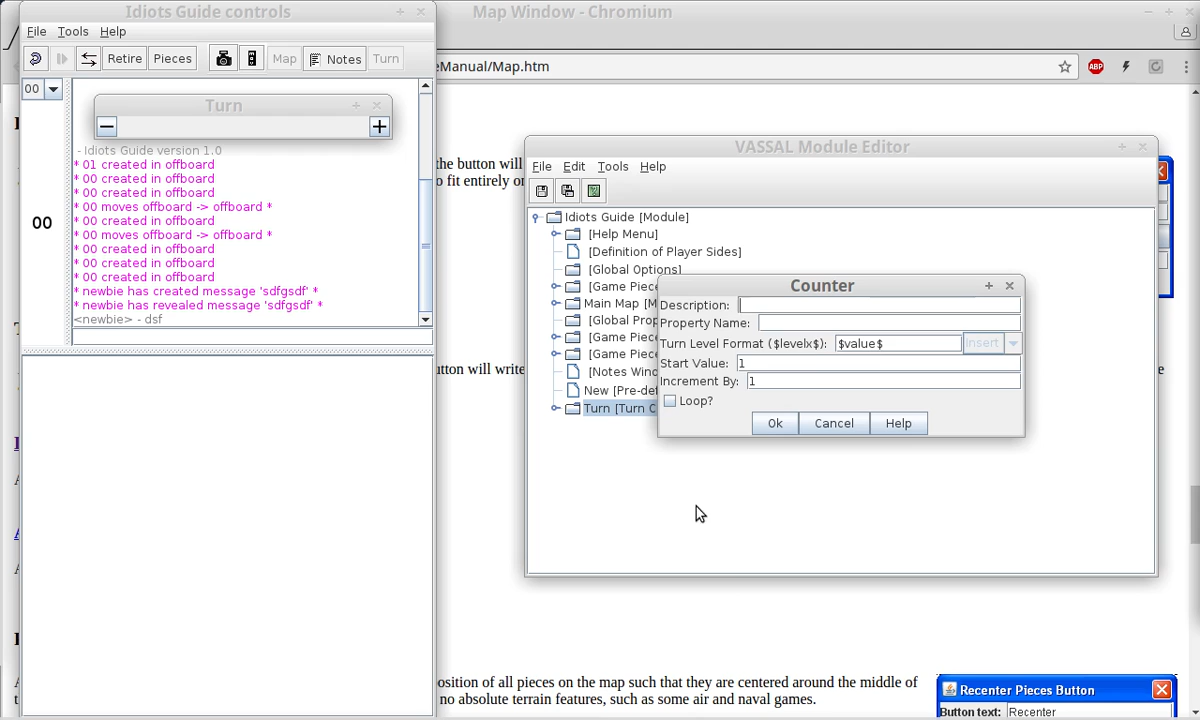 Idiots Guide controls
File Tools Help
Retire Pieces Map Notes Turn
00
Turn
- Idiots Guide version 1.0
* 01 created in offboard
* 00 created in offboard
* 00 created in offboard
* 00 moves offboard -> offboard *
* 00 created in offboard
* 00 moves offboard -> offboard *
* 00 created in offboard
* 00 created in offboard
* 00 created in offboard
* newbie has created message 'sdfgsdf' *
* newbie has revealed message 'sdfgsdf' *
<newbie> - dsf
00
Map Window - Chromium
eManual/Map.htm
ABP
the button will
o fit entirely or
utton will write
e
VASSAL Module Editor
File Edit Tools Help
Idiots Guide [Module]
[Help Menu]
[Definition of Player Sides]
[Global Options]
[Game Piece
Main Map [M
[Global Prop
[Game Piece
[Game Piece
[Notes Wind
New [Pre-def
Turn [Turn C
Counter
Description:
Property Name:
Turn Level Format ($levelx$): $value$ Insert
Start Value: 1
Increment By: 1
Loop?
Ok Cancel Help
osition of all pieces on the map such that they are centered around the middle of
no absolute terrain features, such as some air and naval games.
Recenter Pieces Button
Button text: Recenter